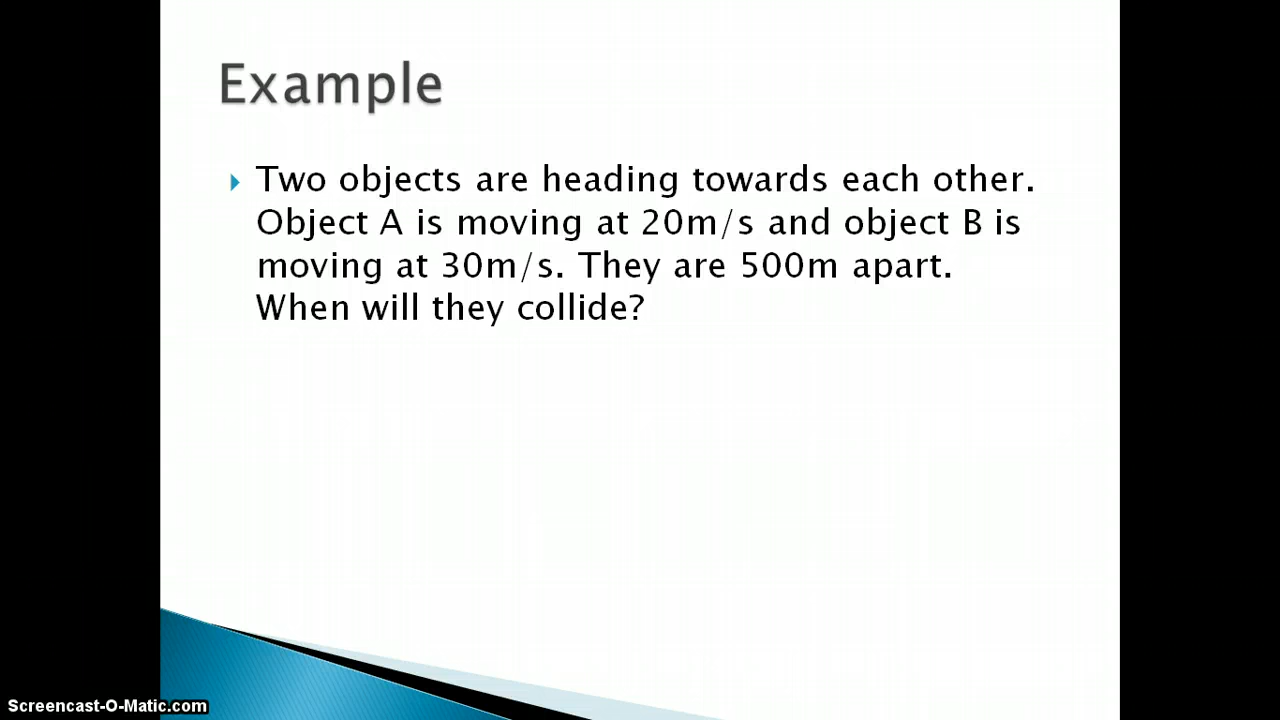 Example
Two objects are heading towards each other.
Object A is moving at 20m/s and object B is
moving at 30m/s. They are 500m apart.
When will they collide?
Screencast-O-Matic.com